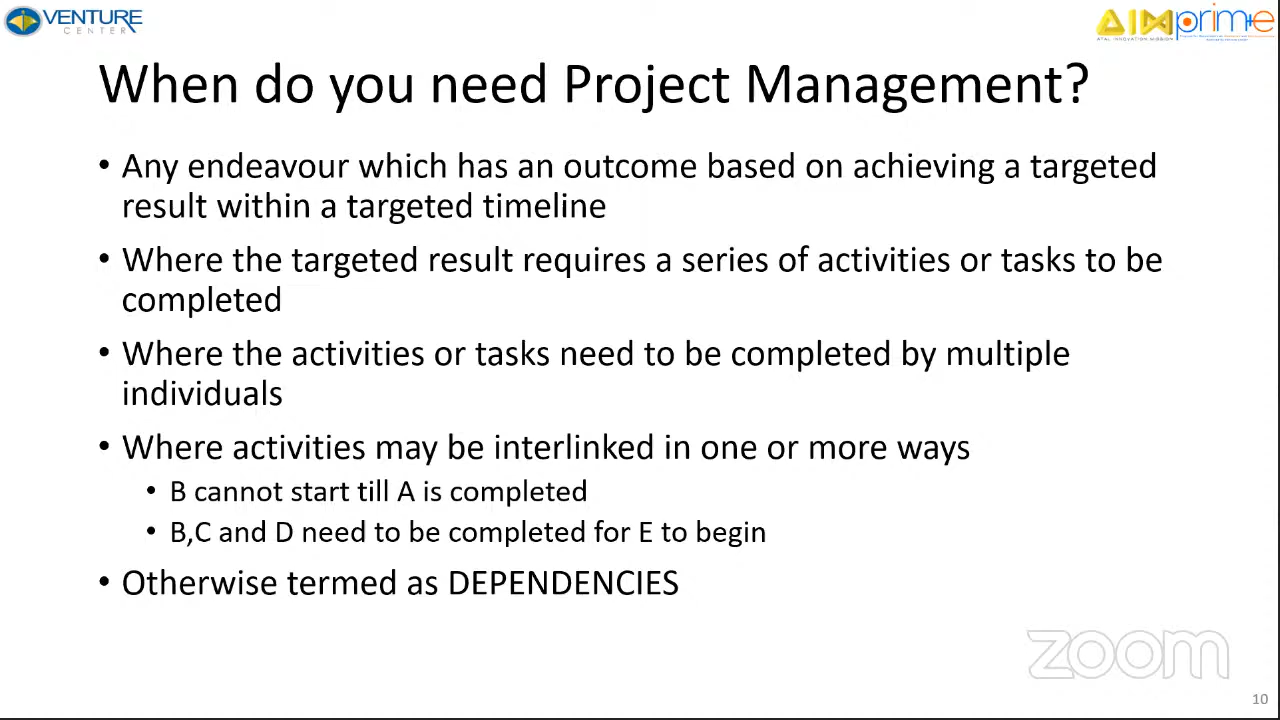 VENTURE
CENTER
AIM
ATAL INNOVATION MISSION
prime
When do you need Project Management?
• Any endeavour which has an outcome based on achieving a targeted
result within a targeted timeline
• Where the targeted result requires a series of activities or tasks to be
completed
• Where the activities or tasks need to be completed by multiple
individuals
• Where activities may be interlinked in one or more ways
• B cannot start till A is completed
• B,C and D need to be completed for E to begin
• Otherwise termed as DEPENDENCIES
zoom
10